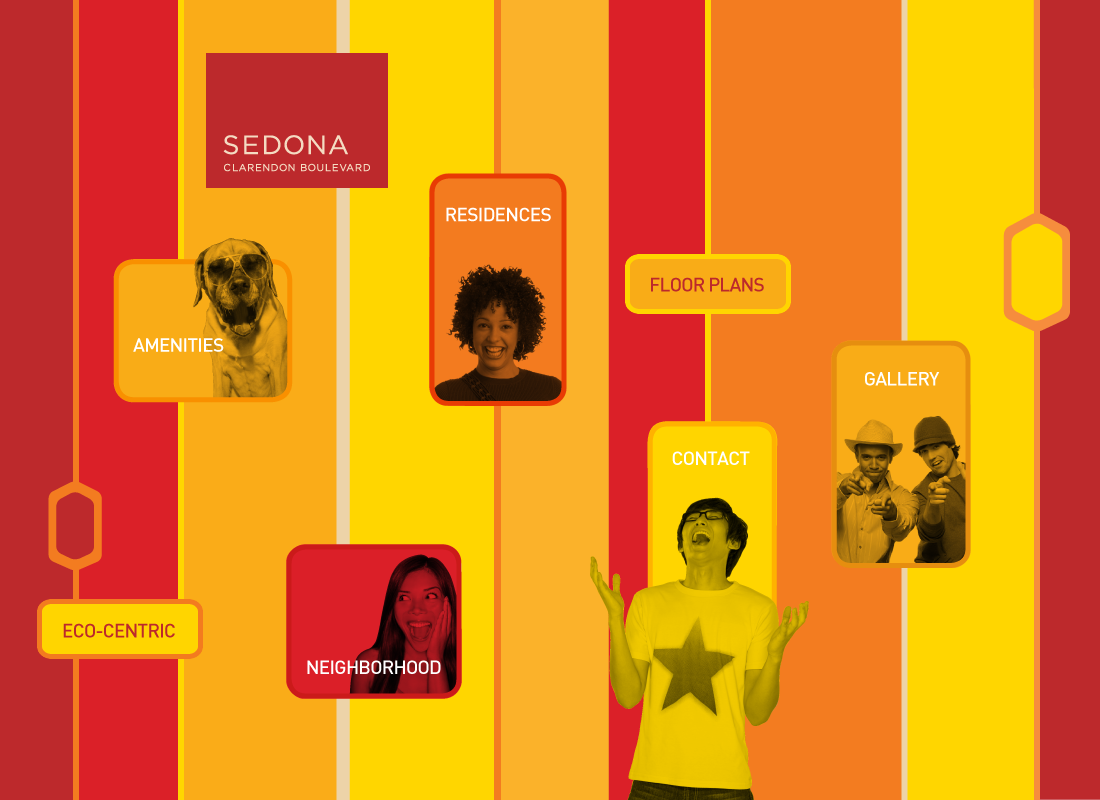 SEDONA
CLARENDON BOULEVARD
RESIDENCES
FLOOR PLANS
AMENITIES
GALLERY
CONTACT
ECO-CENTRIC
NEIGHBORHOOD